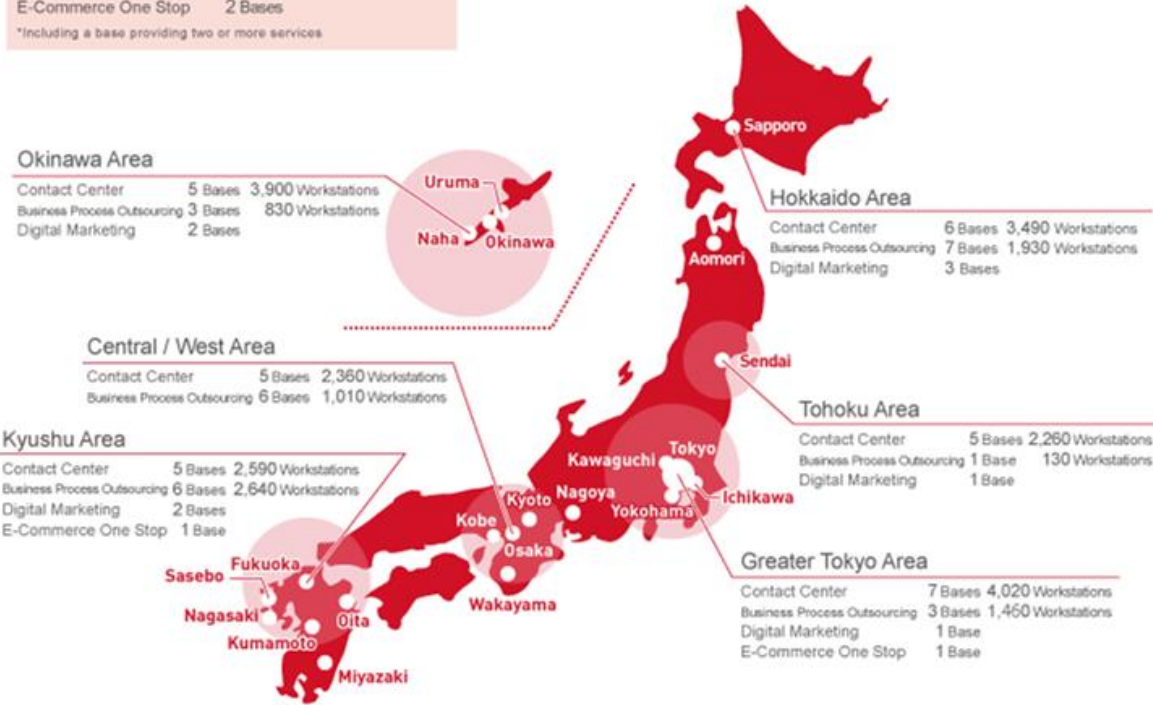 E-Commerce One Stop 2 Bases
*Including a base providing two or more services
Okinawa Area
Contact Center 5 Bases 3,900 Workstations
Business Process Outsourcing 3 Bases 830 Workstations
Digital Marketing 2 Bases
Uruma
Naha
Okinawa
Sapporo
Hokkaido Area
Contact Center 6 Bases 3,490 Workstations
Business Process Outsourcing 7 Bases 1,930 Workstations
Digital Marketing 3 Bases
Aomori
Central / West Area
Contact Center 5 Bases 2,360 Workstations
Business Process Outsourcing 6 Bases 1,010 Workstations
Sendai
Tohoku Area
Contact Center 5 Bases 2,260 Workstations
Business Process Outsourcing 1 Base 130 Workstations
Digital Marketing 1 Base
Kyushu Area
Contact Center 5 Bases 2,590 Workstations
Business Process Outsourcing 6 Bases 2,640 Workstations
Digital Marketing 2 Bases
E-Commerce One Stop 1 Base
Tokyo
Kawaguchi
Ichikawa
Yokohama
Kyoto
Nagoya
Kobe
Osaka
Wakayama
Greater Tokyo Area
Contact Center 7 Bases 4,020 Workstations
Business Process Outsourcing 3 Bases 1,460 Workstations
Digital Marketing 1 Base
E-Commerce One Stop 1 Base
Fukuoka
Sasebo
Nagasaki
Oita
Kumamoto
Miyazaki